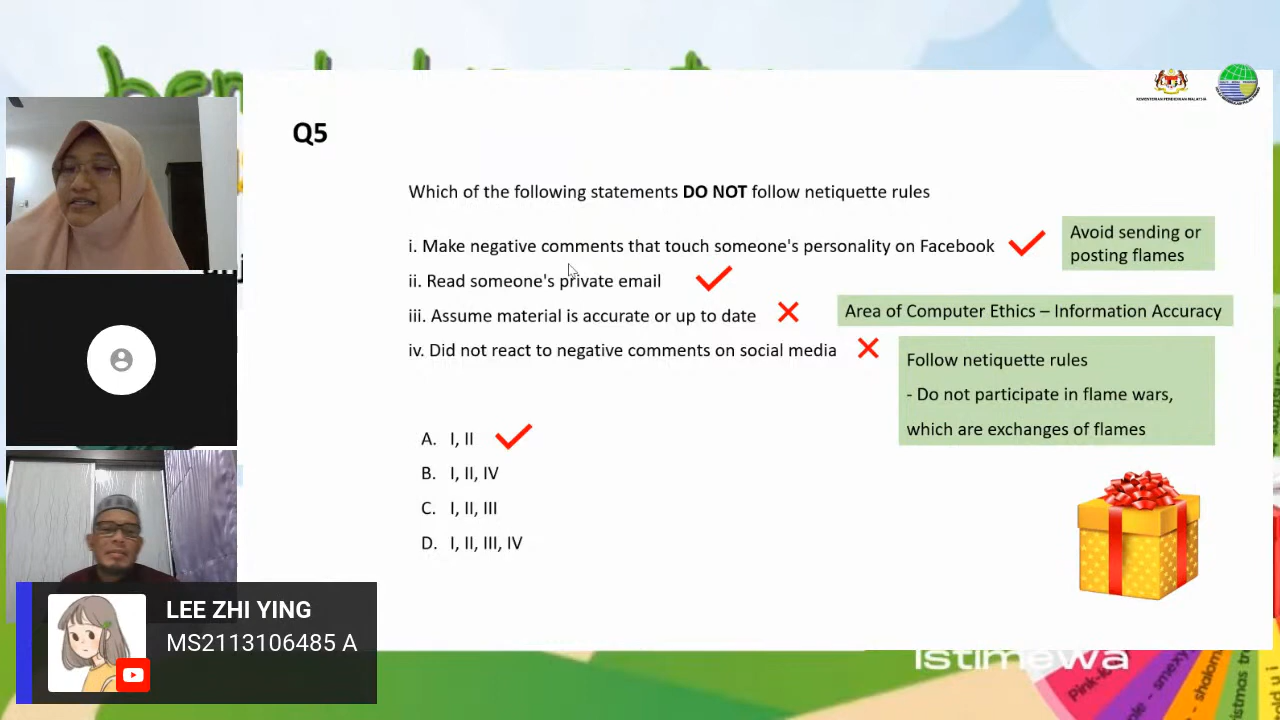 KEMENTERIAN PENDIDIKAN MALAYSIA
Q5
Which of the following statements DO NOT follow netiquette rules
i. Make negative comments that touch someone's personality on Facebook
Avoid sending or
posting flames
ii. Read someone's private email
iii. Assume material is accurate or up to date
Area of Computer Ethics – Information Accuracy
iv. Did not react to negative comments on social media
Follow netiquette rules
- Do not participate in flame wars,
which are exchanges of flames
A. I, II
B. I, II, IV
C. I, II, III
D. I, II, III, IV
LEE ZHI YING
MS2113106485 A
istimewa